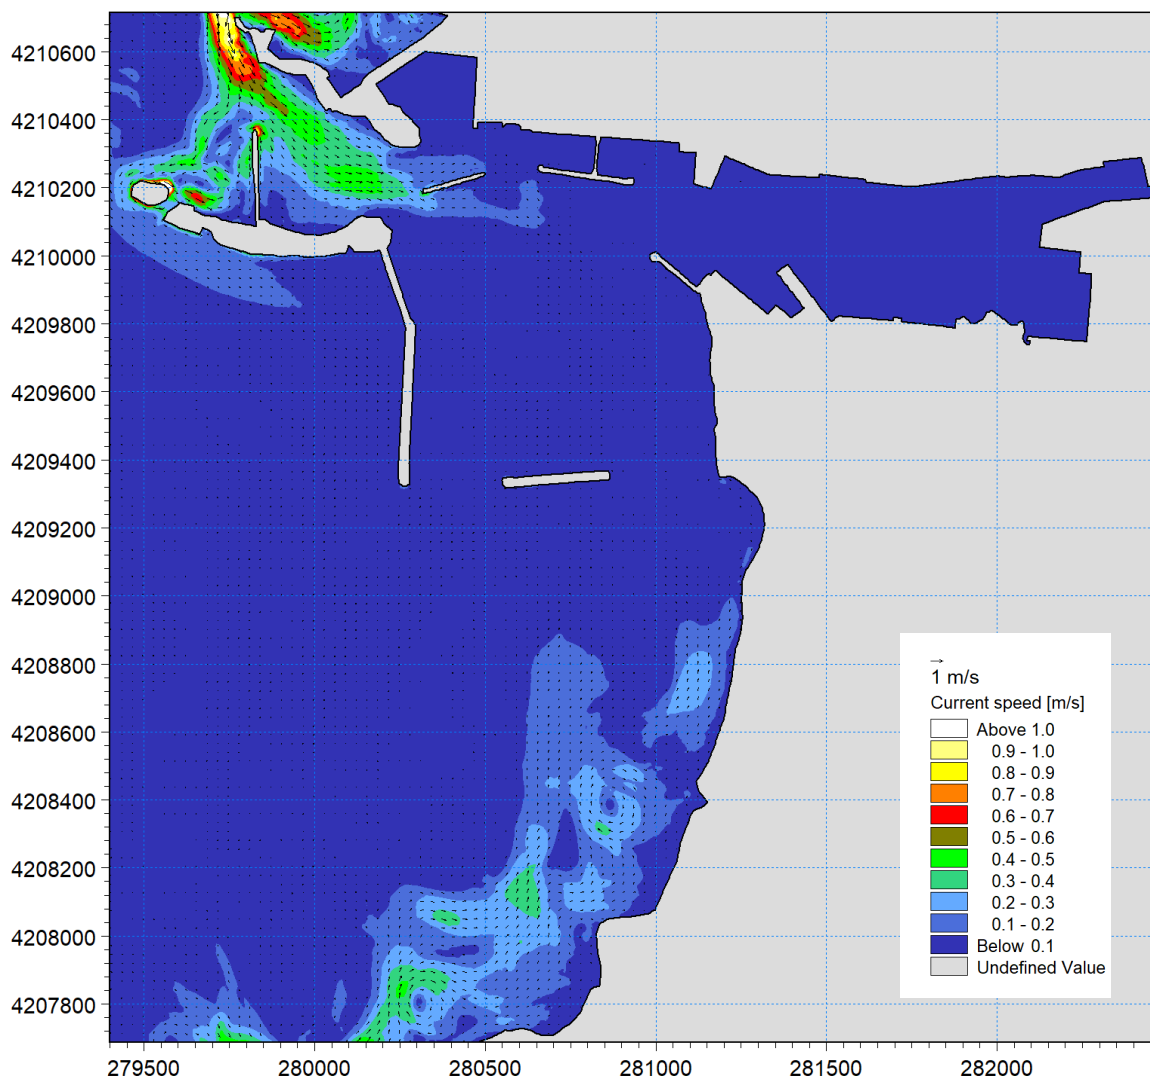 4210600
4210400
4210200
4210000
4209800
4209600
4209400
4209200
4209000
4208800
4208600
4208400
4208200
4208000
4207800
1 m/s
Current speed [m/s]
Above 1.0
0.9 - 1.0
0.8 - 0.9
0.7 - 0.8
0.6 - 0.7
0.5 - 0.6
0.4 - 0.5
0.3 - 0.4
0.2 - 0.3
0.1 - 0.2
Below 0.1
Undefined Value
279500 280000 280500 281000 281500 282000